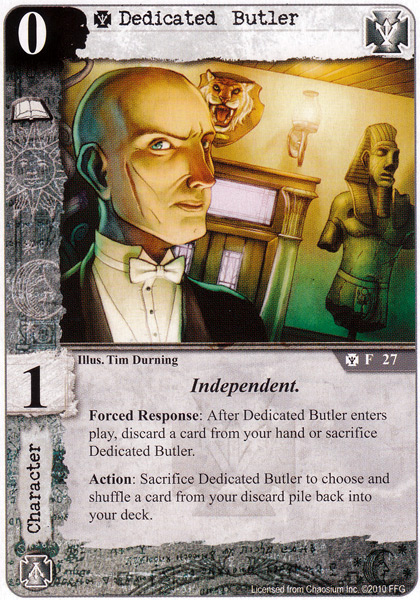 0
Dedicated Butler
Illus. Tim Durning
F 27
1
Independent.
Forced Response: After Dedicated Butler enters
play, discard a card from your hand or sacrifice
Dedicated Butler.
Action: Sacrifice Dedicated Butler to choose and
shuffle a card from your discard pile back into
your deck.
Character
Licensed from Chaosium Inc. ©2010 FFG